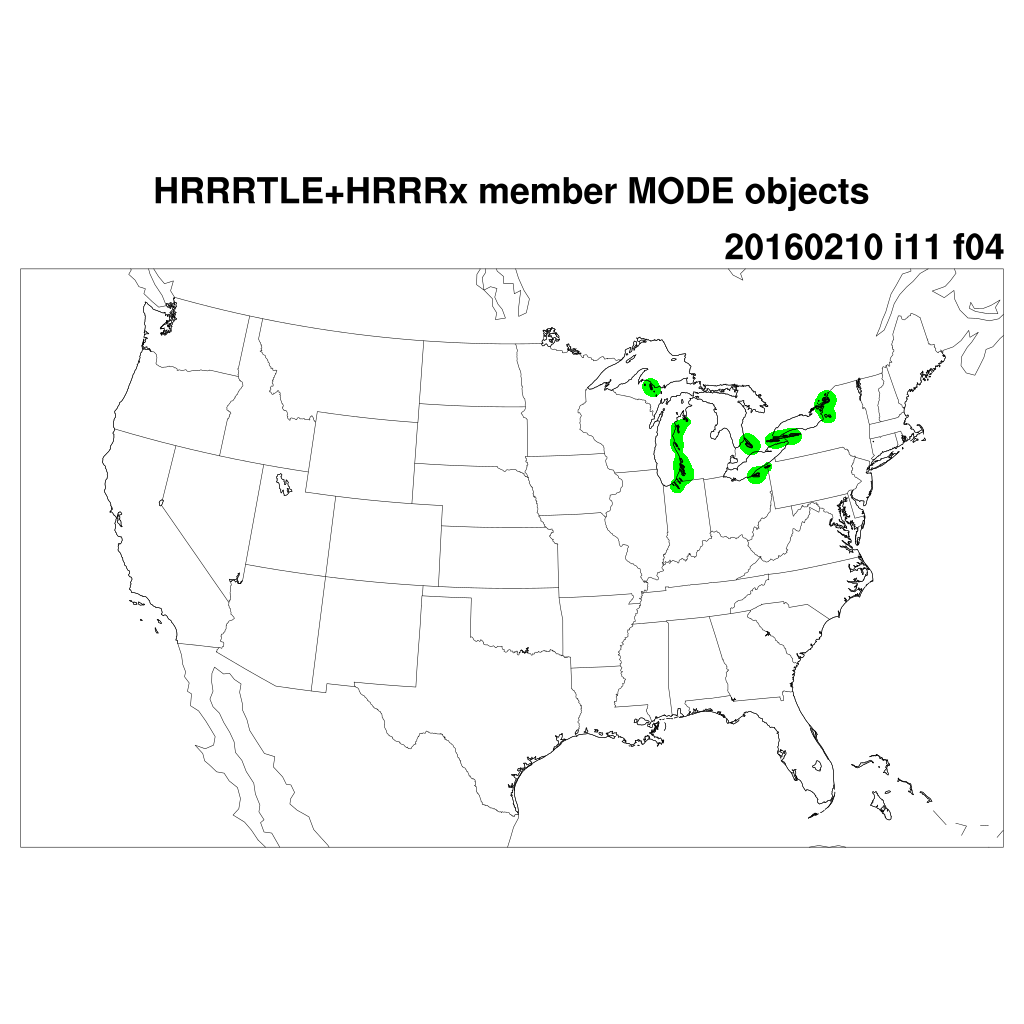 HRRRTLE+HRRRx member MODE objects
20160210 i11 f04